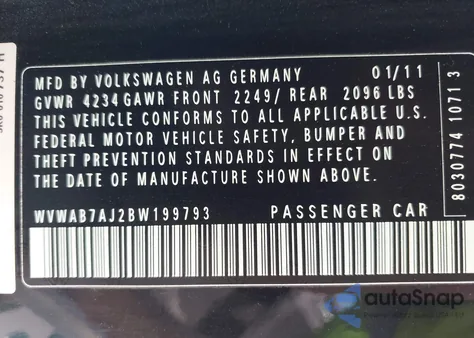 MFD BY VOLKSWAGEN AG GERMANY 01/11
GVWR 4234 GAWR FRONT 2249/ REAR 2096 LBS
THIS VEHICLE CONFORMS TO ALL APPLICABLE U.S.
FEDERAL MOTOR VEHICLE SAFETY, BUMPER AND
THEFT PREVENTION STANDARDS IN EFFECT ON
THE DATE OF MANUFACTURE SHOWN ABOVE.
WVWAB7AJ2BW199793 PASSENGER CAR
8030774 10713
autoSnap